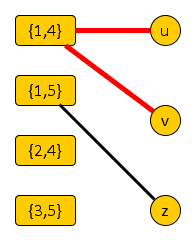 {1,4} u
{1,5}
v
{2,4}
{3,5} z